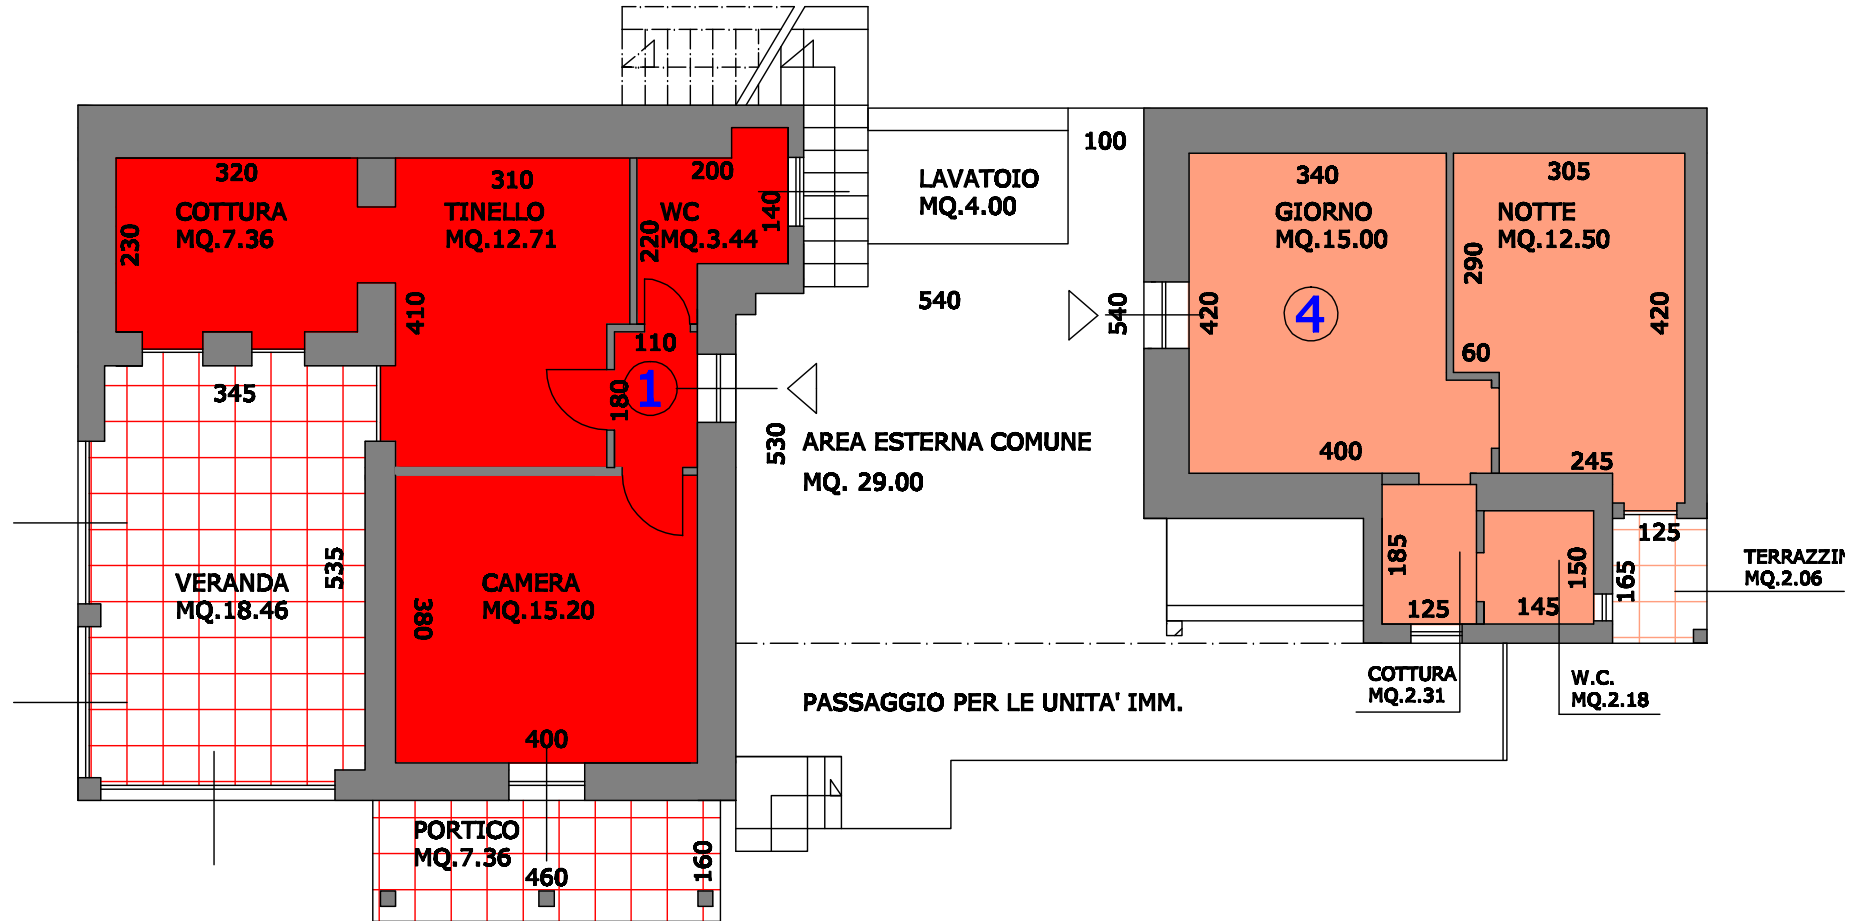 320
COTTURA
MQ.7.36
230
310
TINELLO
MQ.12.71
410
200
WC
MQ.3.44
220
140
110
180
1
345
VERANDA
MQ.18.46
535
CAMERA
MQ.15.20
380
400
PORTICO
MQ.7.36
460
160
LAVATOIO
MQ.4.00
100
540
540
530
AREA ESTERNA COMUNE
MQ. 29.00
PASSAGGIO PER LE UNITA' IMM.
340
GIORNO
MQ.15.00
420
4
400
305
NOTTE
MQ.12.50
290
420
60
245
185
125
150
145
165
125
TERRAZZIN
MQ.2.06
COTTURA
MQ.2.31
W.C.
MQ.2.18